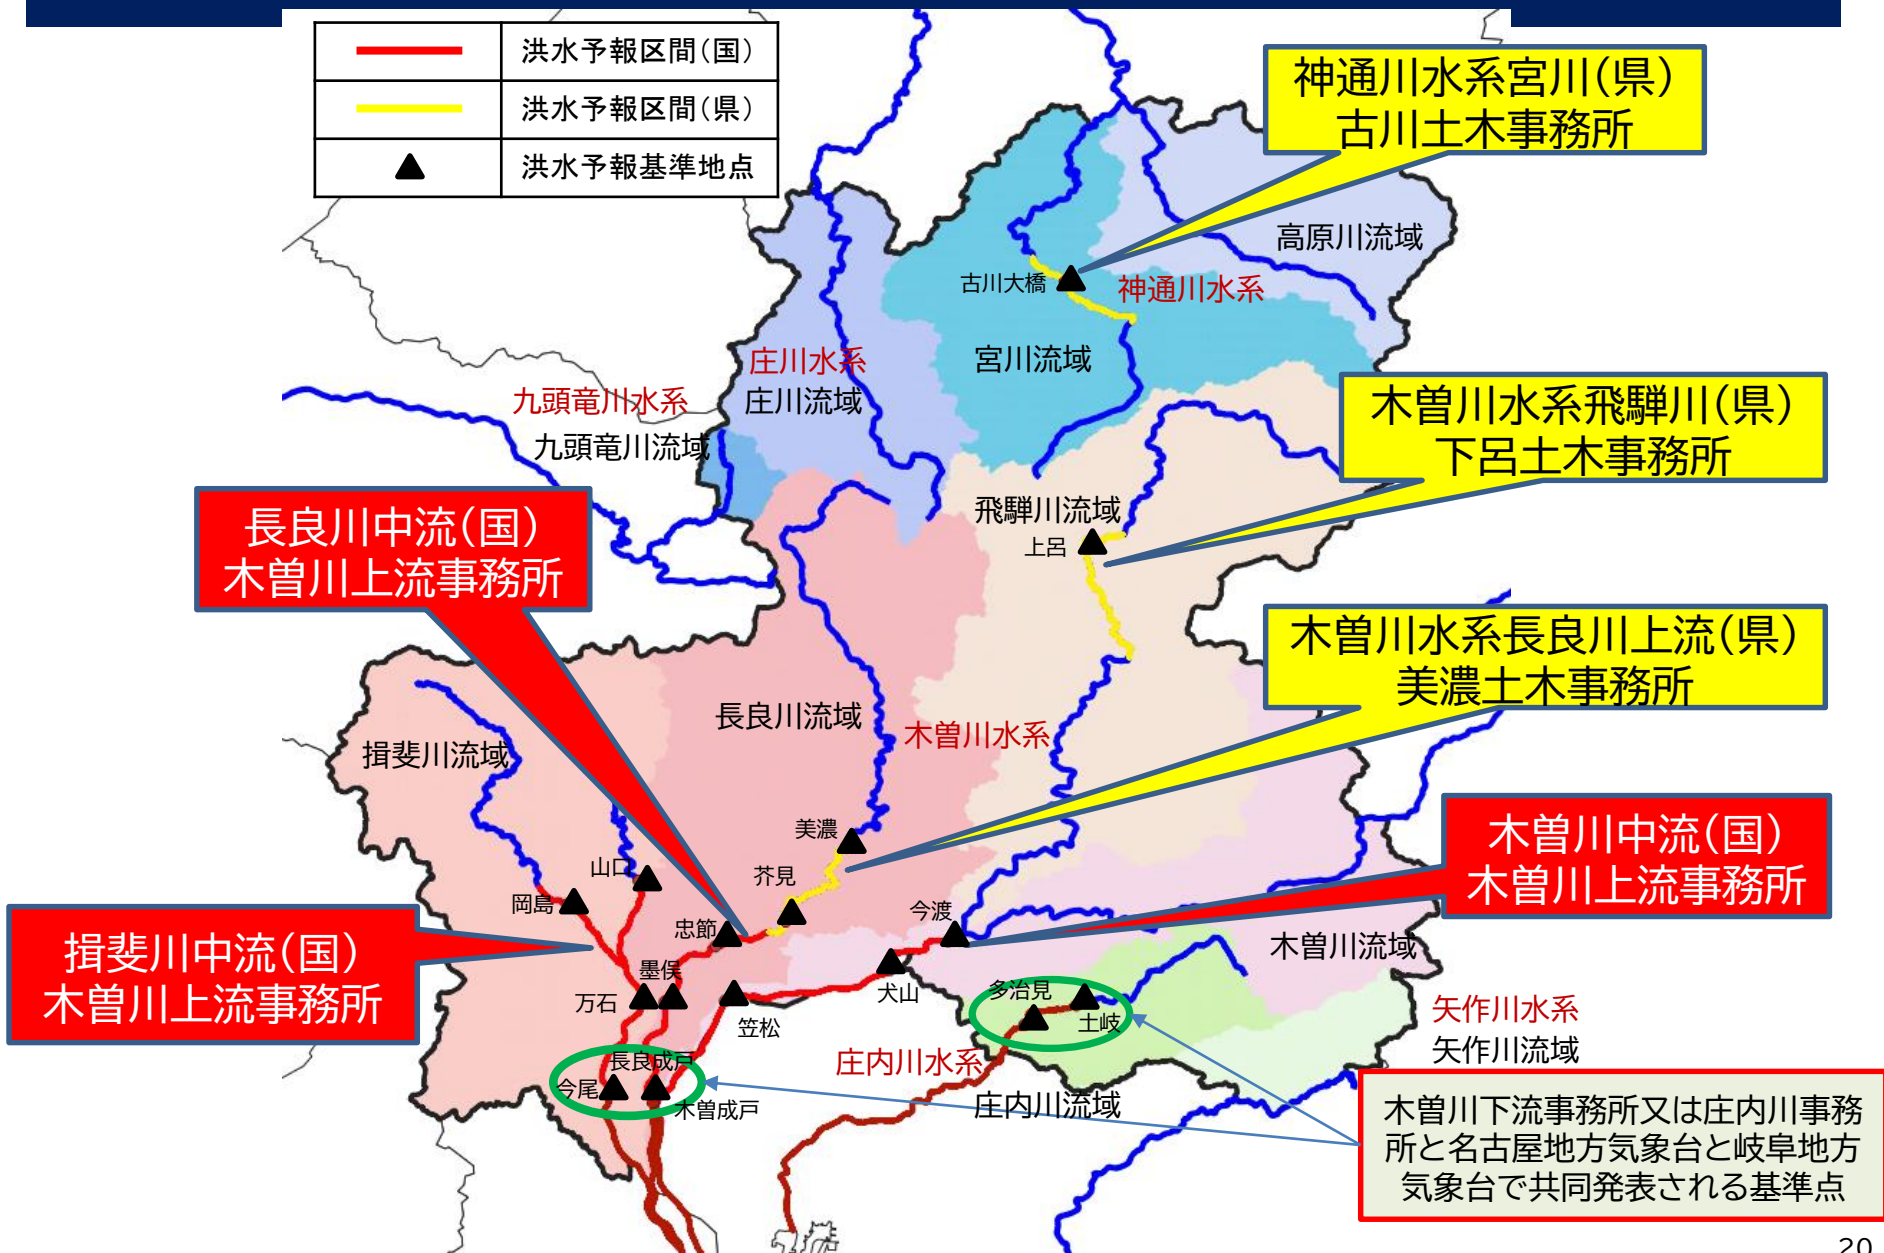 洪水予報区間(国)
洪水予報区間(県)
洪水予報基準地点
神通川水系宮川(県)
古川土木事務所
高原川流域
古川大橋
神通川水系
宮川流域
庄川水系
庄川流域
九頭竜川水系
九頭竜川流域
木曽川水系飛騨川(県)
下呂土木事務所
飛騨川流域
上呂
長良川中流(国)
木曽川上流事務所
木曽川水系長良川上流(県)
美濃土木事務所
長良川流域
木曽川水系
揖斐川流域
美濃
木曽川中流(国)
木曽川上流事務所
山口
芥見
岡島
忠節
今渡
揖斐川中流(国)
木曽川上流事務所
木曽川流域
墨俣
万石
笠松
犬山
多治見
土岐
矢作川水系
矢作川流域
庄内川水系
庄内川流域
長良成戸
今尾
木曽成戸
木曽川下流事務所又は庄内川事務
所と名古屋地方気象台と岐阜地方
気象台で共同発表される基準点
20